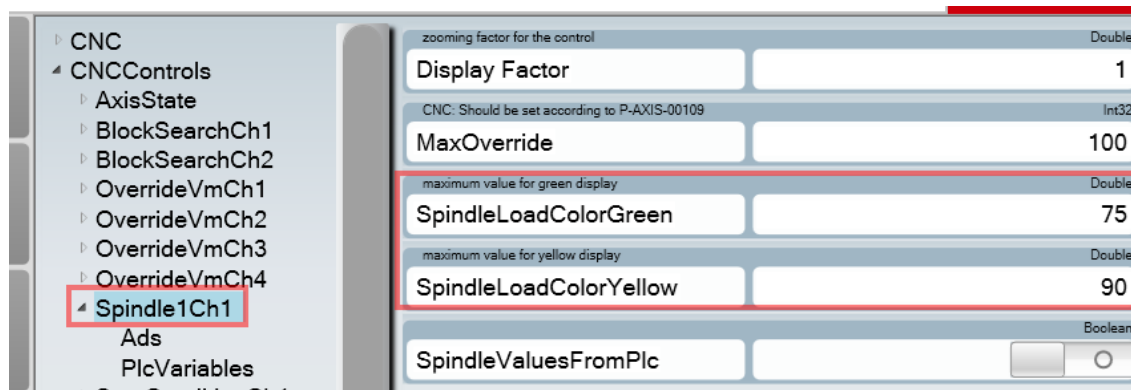 CNC
CNCControls
AxisState
BlockSearchCh1
BlockSearchCh2
OverrideVmCh1
OverrideVmCh2
OverrideVmCh3
OverrideVmCh4
Spindle1Ch1
Ads
PlcVariables
zooming factor for the control Double
Display Factor 1
CNC: Should be set according to P-AXIS-00109 Int32
MaxOverride 100
maximum value for green display Double
SpindleLoadColorGreen 75
maximum value for yellow display Double
SpindleLoadColorYellow 90
Boolean
SpindleValuesFromPlc